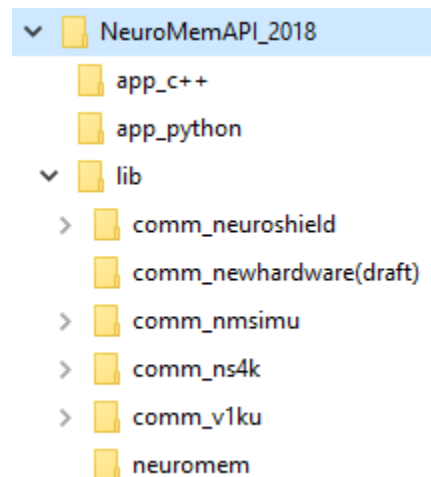 NeuroMemAPI_2018
app_c++
app_python
lib
comm_neuroshield
comm_newhardware(draft)
comm_nmsimu
comm_ns4k
comm_v1ku
neuromem